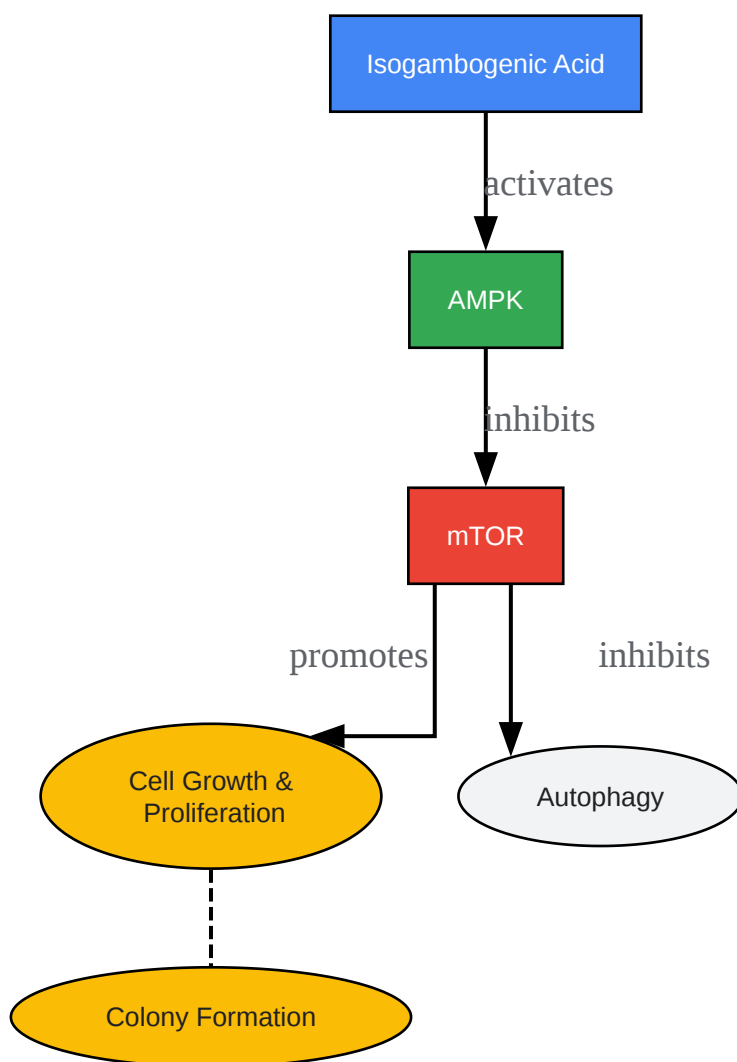 Isogambogenic Acid
activates
AMPK
inhibits
mTOR
promotes
inhibits
Cell Growth &
Proliferation
Autophagy
Colony Formation